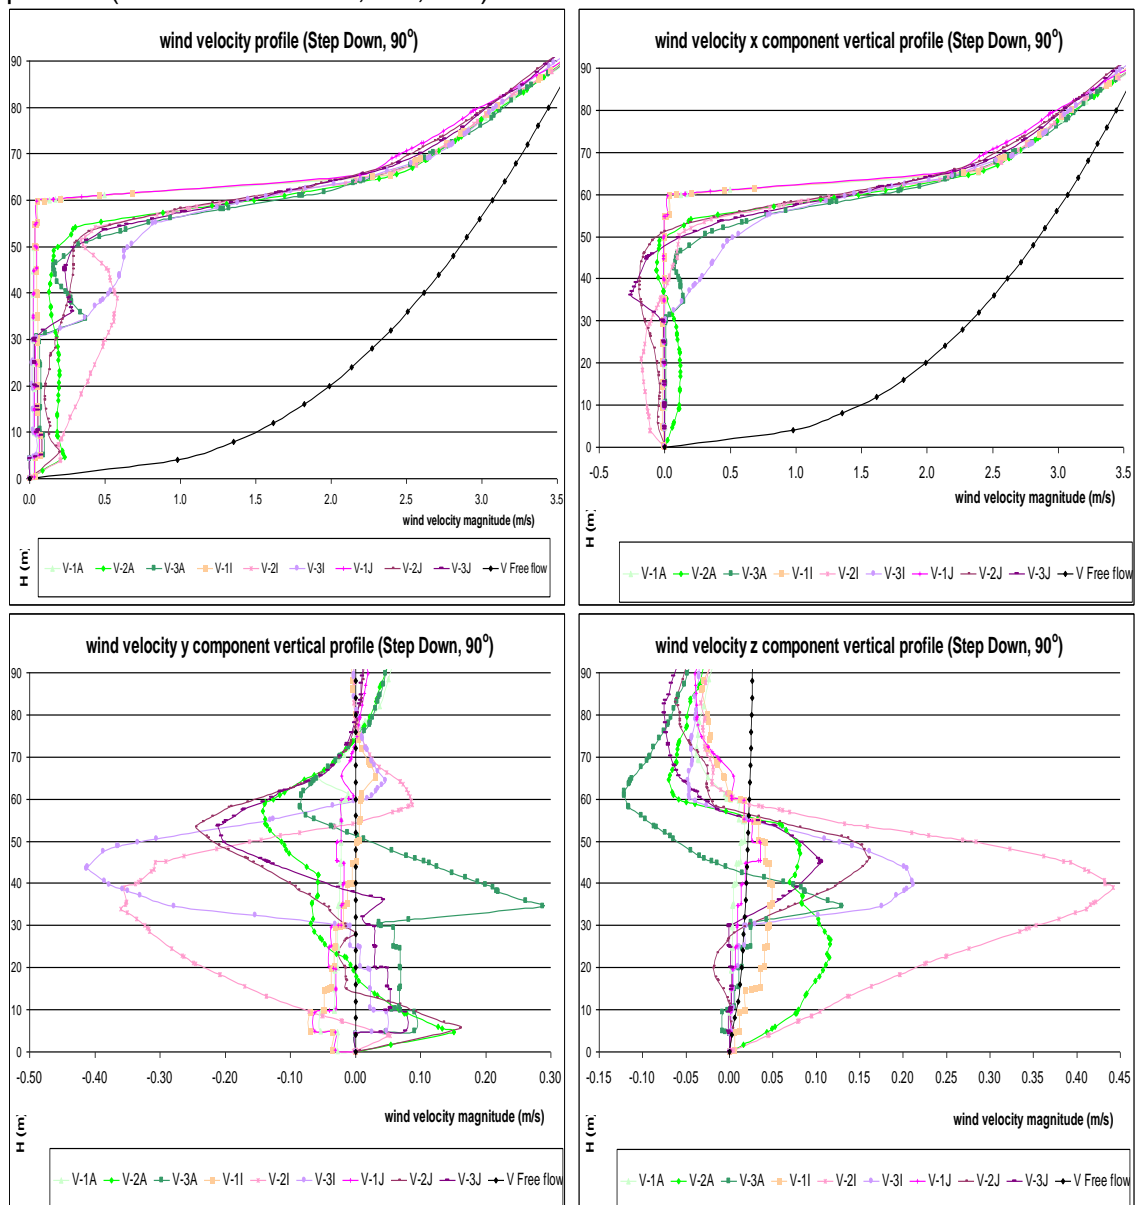 wind velocity profile (Step Down, 90°)
90
80
70
60
50
40
30
20
10
0
0.0 0.5 1.0 1.5 2.0 2.5 3.0 3.5
wind velocity magnitude (m/s)
H (m)
V-1A V-2A V-3A V-1I V-2I V-3I V-1J V-2J V-3J V Free flow
wind velocity x component vertical profile (Step Down, 90°)
90
80
70
60
50
40
30
20
10
0
-0.5 0.0 0.5 1.0 1.5 2.0 2.5 3.0 3.5
wind velocity magnitude (m/s)
H (m)
V-1A V-2A V-3A V-1I V-2I V-3I V-1J V-2J V-3J V Free flow
wind velocity y component vertical profile (Step Down, 90°)
90
80
70
60
50
40
30
20
10
0
-0.50 -0.40 -0.30 -0.20 -0.10 0.00 0.10 0.20 0.30
wind velocity magnitude (m/s)
H (m)
V-1A V-2A V-3A V-1I V-2I V-3I V-1J V-2J V-3J V Free flow
wind velocity z component vertical profile (Step Down, 90°)
90
80
70
60
50
40
30
20
10
0
-0.15 -0.10 -0.05 0.00 0.05 0.10 0.15 0.20 0.25 0.30 0.35 0.40 0.45
wind velocity magnitude (m/s)
H (m)
V-1A V-2A V-3A V-1I V-2I V-3I V-1J V-2J V-3J V Free flow